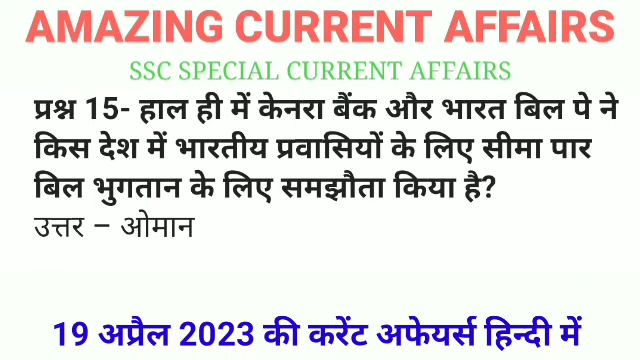 AMAZING CURRENT AFFAIRS
SSC SPECIAL CURRENT AFFAIRS
प्रश्न 15- हाल ही में केनरा बैंक और भारत बिल पे ने
किस देश में भारतीय प्रवासियों के लिए सीमा पार
बिल भुगतान के लिए समझौता किया है?
उत्तर – ओमान
19 अप्रैल 2023 की करेंट अफेयर्स हिन्दी में